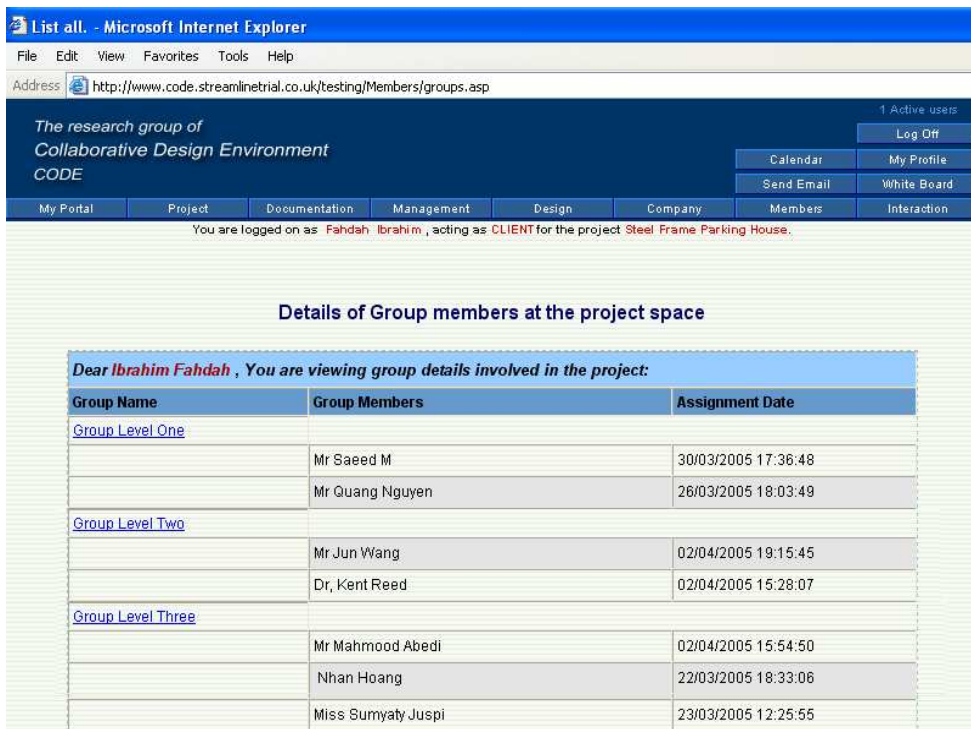 List all. - Microsoft Internet Explorer
File Edit View Favorites Tools Help
Address http://www.code.streamlinetrial.co.uk/testing/Members/groups.asp
1 Active users
The research group of
Collaborative Design Environment
CODE
Log Off
Calendar My Profile
Send Email White Board
My Portal Project Documentation Management Design Company Members Interaction
You are logged on as Fahdah Ibrahim , acting as CLIENT for the project Steel Frame Parking House.
Details of Group members at the project space
Dear Ibrahim Fahdah , You are viewing group details involved in the project:
Group Name Group Members Assignment Date
Group Level One
Mr Saeed M 30/03/2005 17:36:48
Mr Quang Nguyen 26/03/2005 18:03:49
Group Level Two
Mr Jun Wang 02/04/2005 19:15:45
Dr, Kent Reed 02/04/2005 15:28:07
Group Level Three
Mr Mahmood Abedi 02/04/2005 15:54:50
Nhan Hoang 22/03/2005 18:33:06
Miss Sumyaty Juspi 23/03/2005 12:25:55